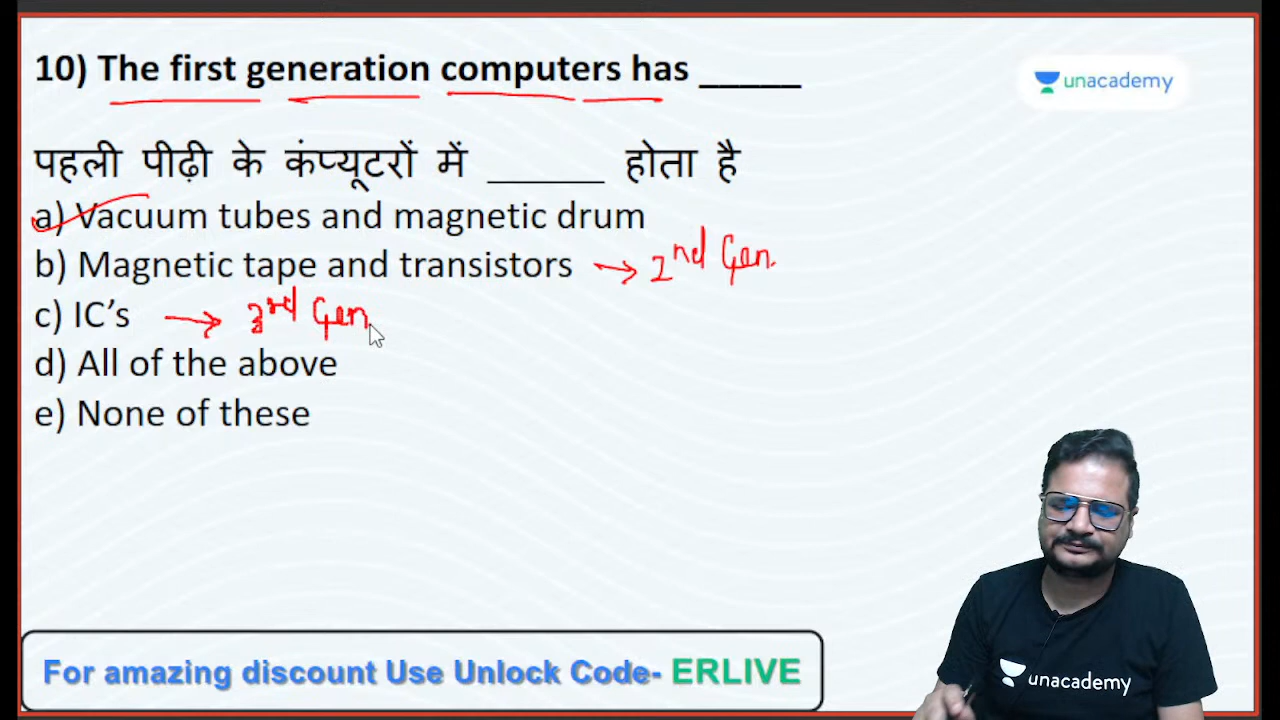 10) The first generation computers has _____
unacademy
पहली पीढ़ी के कंप्यूटरों में ______ होता है
a) Vacuum tubes and magnetic drum
b) Magnetic tape and transistors → 2nd Gen.
c) IC’s → 3rd Gen
d) All of the above
e) None of these
unacademy
For amazing discount Use Unlock Code- ERLIVE